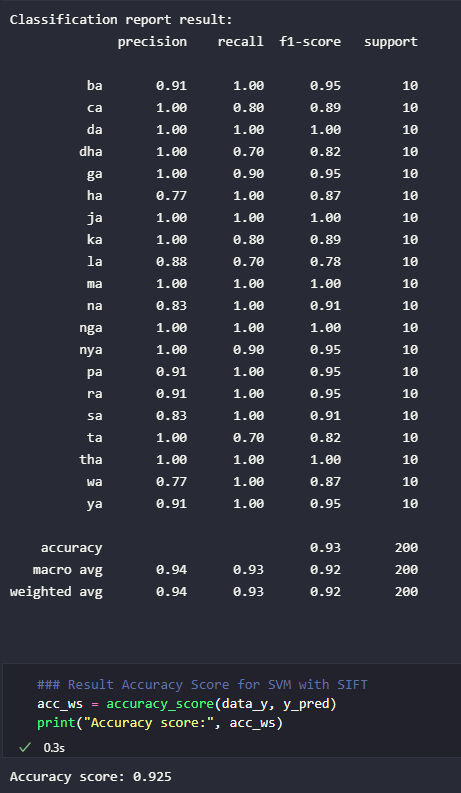 Classification report result:
precision recall f1-score support
ba 0.91 1.00 0.95 10
ca 1.00 0.80 0.89 10
da 1.00 1.00 1.00 10
dha 1.00 0.70 0.82 10
ga 1.00 0.90 0.95 10
ha 0.77 1.00 0.87 10
ja 1.00 1.00 1.00 10
ka 1.00 0.80 0.89 10
la 0.88 0.70 0.78 10
ma 1.00 1.00 1.00 10
na 0.83 1.00 0.91 10
nga 1.00 1.00 1.00 10
nya 1.00 0.90 0.95 10
pa 0.91 1.00 0.95 10
ra 0.91 1.00 0.95 10
sa 0.83 1.00 0.91 10
ta 1.00 0.70 0.82 10
tha 1.00 1.00 1.00 10
wa 0.77 1.00 0.87 10
ya 0.91 1.00 0.95 10
accuracy 0.93 200
macro avg 0.94 0.93 0.92 200
weighted avg 0.94 0.93 0.92 200
### Result Accuracy Score for SVM with SIFT
acc_ws = accuracy_score(data_y, y_pred)
print("Accuracy score:", acc_ws)
✓ 0.3s
Accuracy score: 0.925